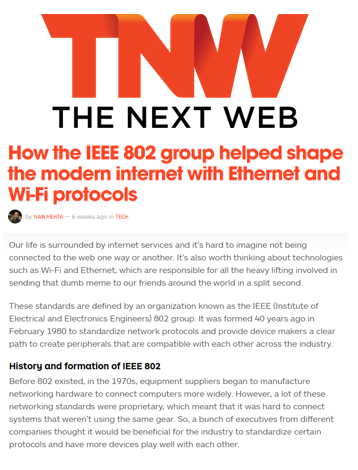 TNW
THE NEXT WEB
How the IEEE 802 group helped shape
the modern internet with Ethernet and
Wi-Fi protocols
by IVAN MEHTA — 6 weeks ago in TECH
Our life is surrounded by internet services and it's hard to imagine not being
connected to the web one way or another. It's also worth thinking about technologies
such as Wi-Fi and Ethernet, which are responsible for all the heavy lifting involved in
sending that dumb meme to our friends around the world in a split second.
These standards are defined by an organization known as the IEEE (Institute of
Electrical and Electronics Engineers) 802 group. It was formed 40 years ago in
February 1980 to standardize network protocols and provide device makers a clear
path to create peripherals that are compatible with each other across the industry.
History and formation of IEEE 802
Before 802 existed, in the 1970s, equipment suppliers began to manufacture
networking hardware to connect computers more widely. However, a lot of these
networking standards were proprietary, which meant that it was hard to connect
systems that weren't using the same gear. So, a bunch of executives from different
companies thought it would be beneficial for the industry to standardize certain
protocols and have more devices play well with each other.